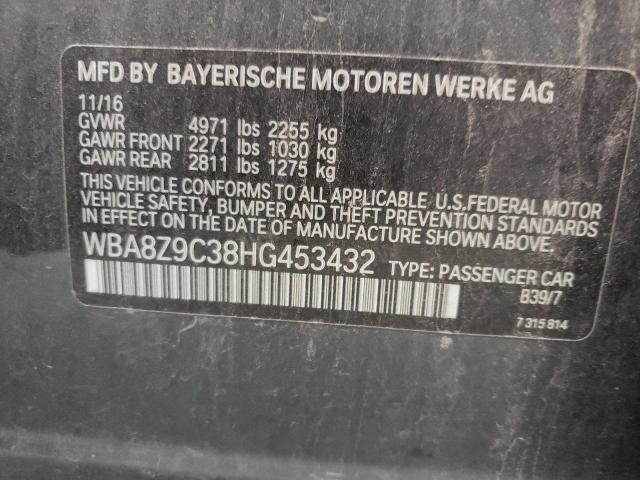 MFD BY BAYERISCHE MOTOREN WERKE AG
11/16
GVWR 4971 lbs 2255 kg
GAWR FRONT 2271 lbs 1030 kg
GAWR REAR 2811 lbs 1275 kg
THIS VEHICLE CONFORMS TO ALL APPLICABLE U.S.FEDERAL MOTOR
VEHICLE SAFETY, BUMPER AND THEFT PREVENTION STANDARDS
IN EFFECT ON THE DATE OF MANUFACTURE SHOWN ABOVE.
WBA8Z9C38HG453432 TYPE: PASSENGER CAR
B39/7
7 315 814